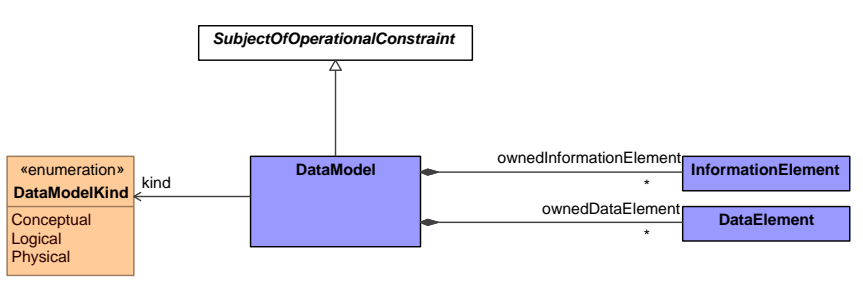 SubjectOfOperationalConstraint
«enumeration»
DataModelKind
Conceptual
Logical
Physical
kind
DataModel
ownedInformationElement
*
InformationElement
ownedDataElement
*
DataElement